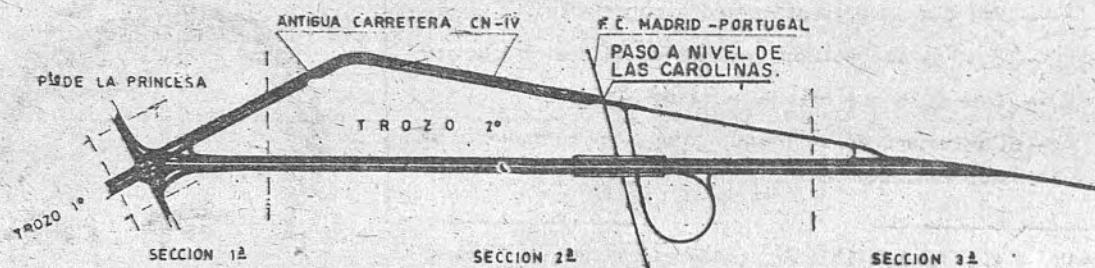 ANTIGUA CARRETERA CN-IV
F. C. MADRID -PORTUGAL
PASO A NIVEL DE
LAS CAROLINAS.
Pte DE LA PRINCESA
TROZO 2º
TROZO 1º
SECCION 1ª
SECCION 2ª
SECCION 3ª